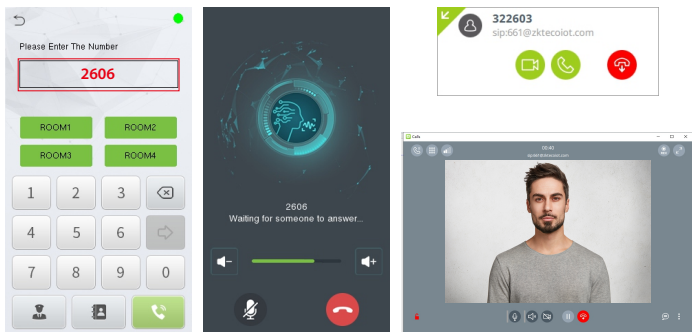 Please Enter The Number
2606
ROOM1
ROOM2
ROOM3
ROOM4
1
2
3
4
5
6
7
8
9
0
2606
Waiting for someone to answer...
322603
sip:661@zktecoiot.com
Calls
00:40